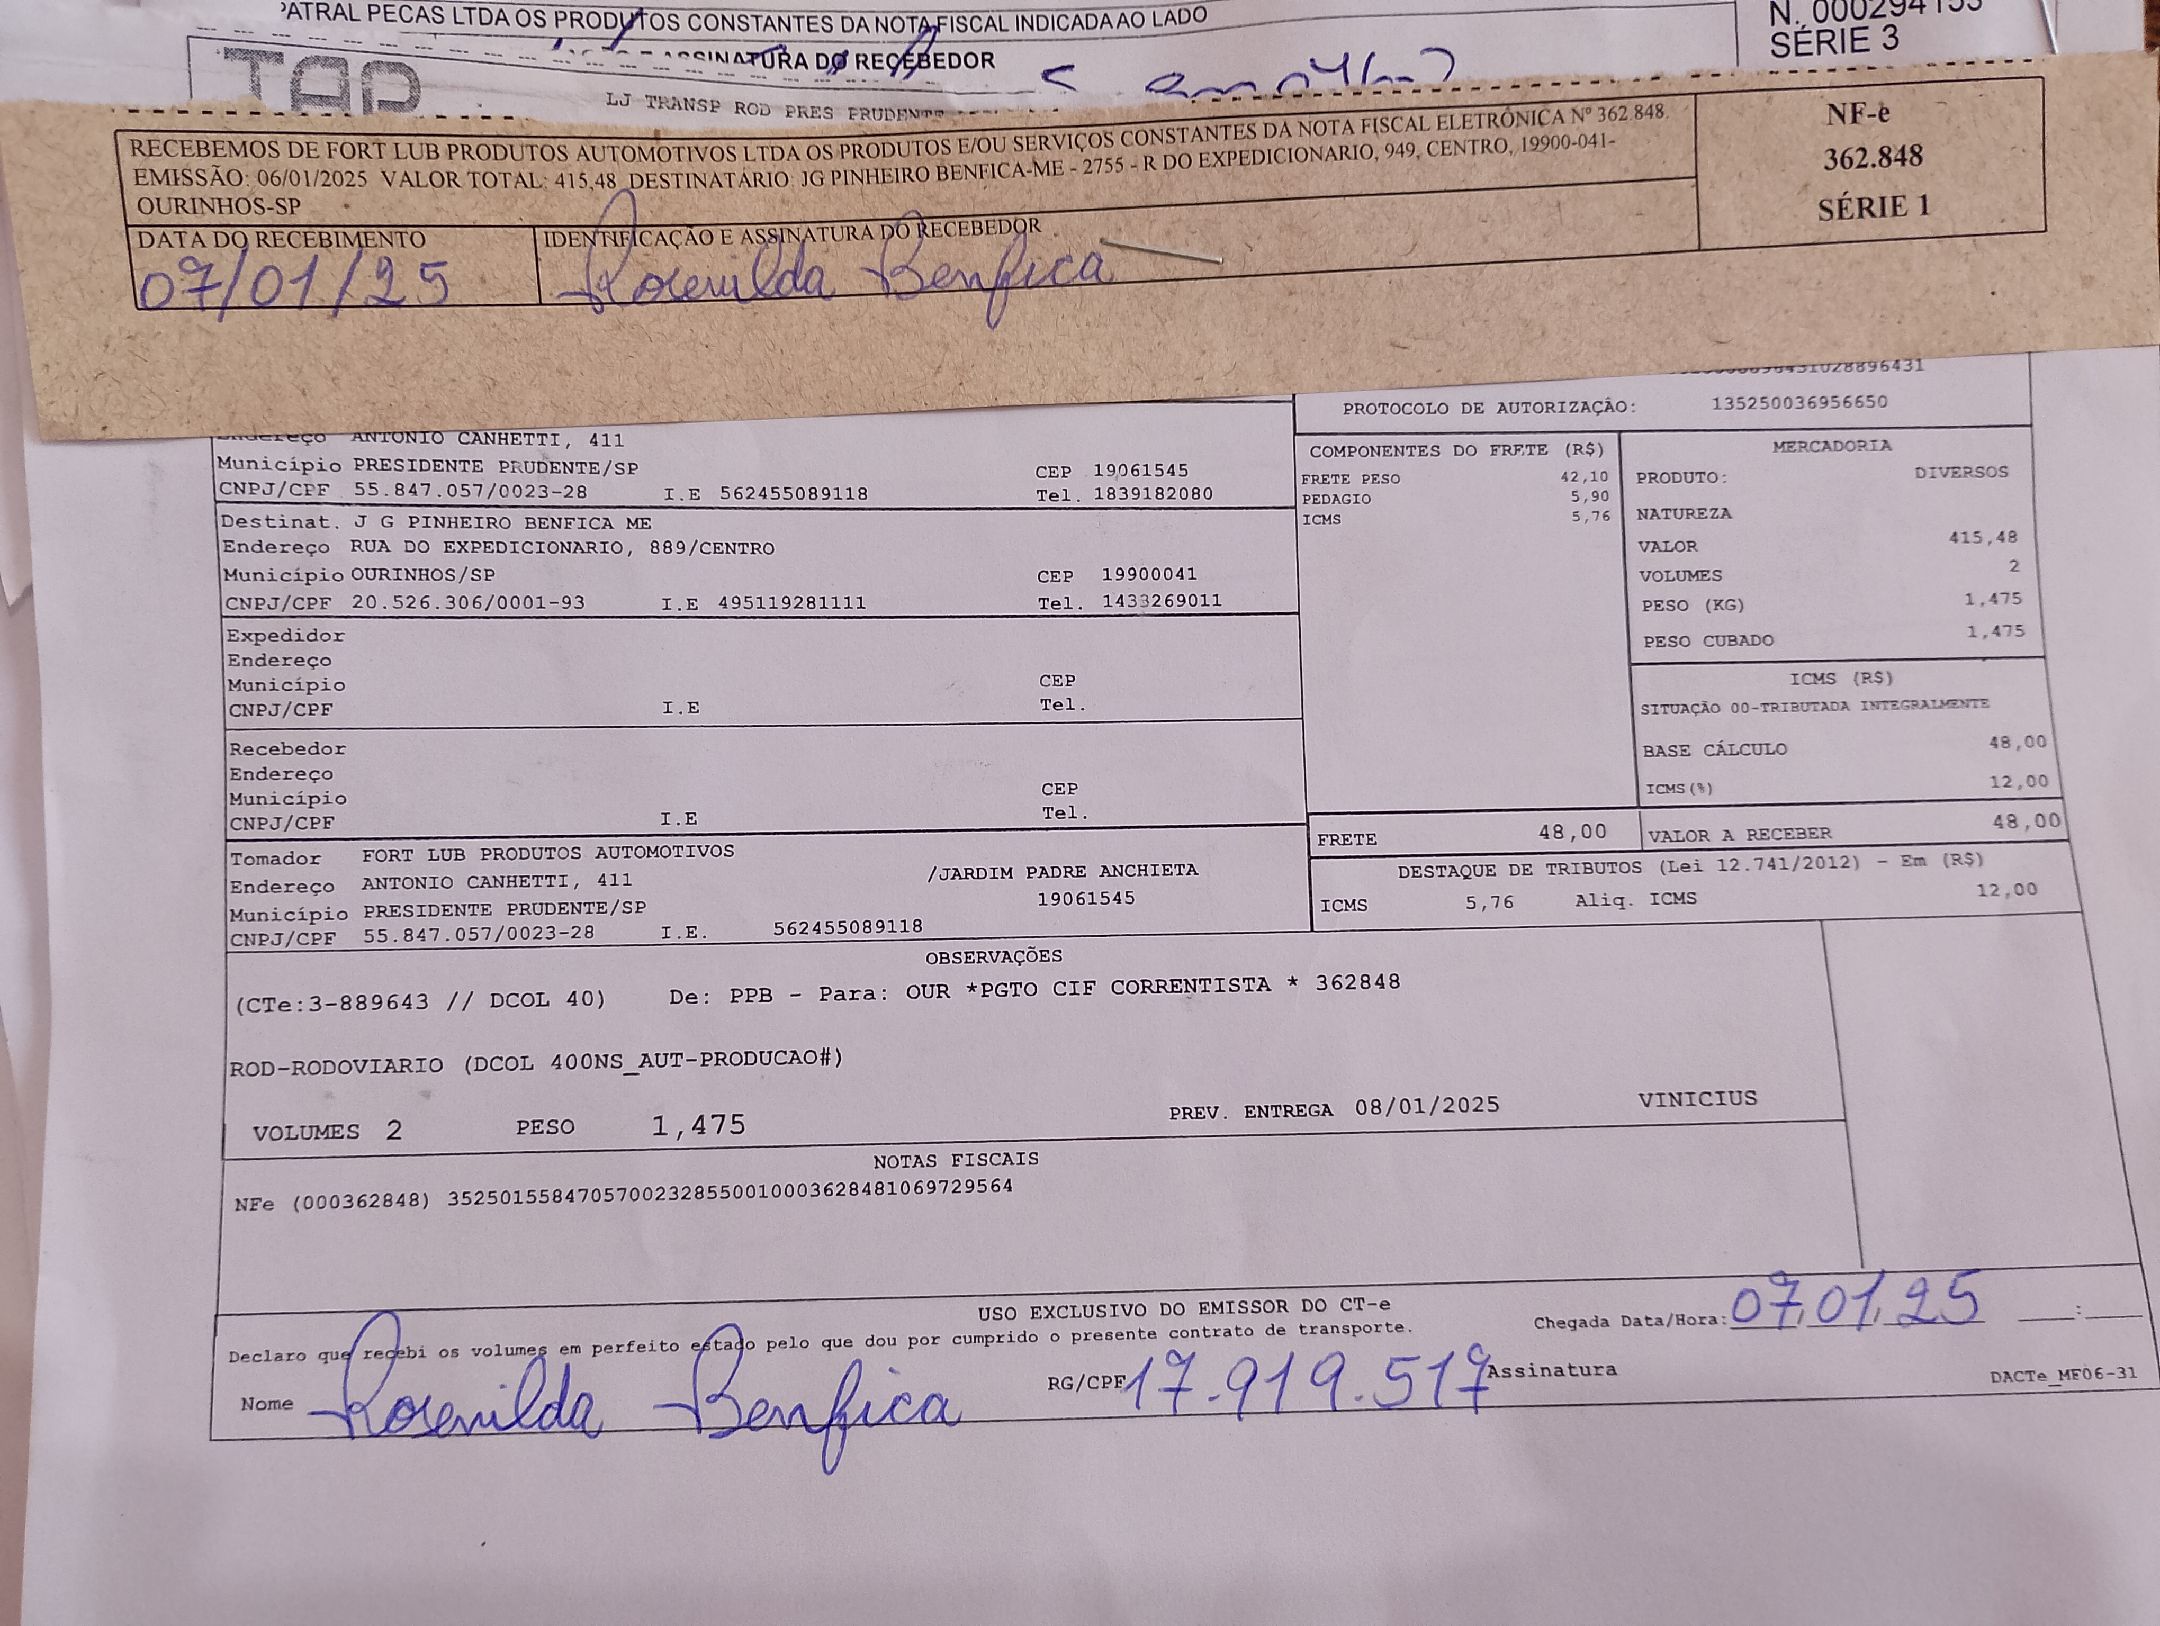 PATRAL PECAS LTDA OS PRODUTOS CONSTANTES DA NOTA FISCAL INDICADA AO LADO
ASSINATURA DO RECEBEDOR
SÉRIE 3
TAP
LJ TRANSP ROD PRES PRUDENTE
RECEBEMOS DE FORT LUB PRODUTOS AUTOMOTIVOS LTDA OS PRODUTOS E/OU SERVIÇOS CONSTANTES DA NOTA FISCAL ELETRÔNICA Nº 362.848.
EMISSÃO: 06/01/2025 VALOR TOTAL: 415,48 DESTINATÁRIO: JG PINHEIRO BENFICA-ME - 2755 - R DO EXPEDICIONARIO, 949, CENTRO, 19900-041-
OURINHOS-SP
NF-e
362.848
SÉRIE 1
DATA DO RECEBIMENTO
07/01/25
IDENTIFICAÇÃO E ASSINATURA DO RECEBEDOR
Rosenilda Benfica
PROTOCOLO DE AUTORIZAÇÃO: 135250036956650
Endereço ANTONIO CANHETTI, 411
Município PRESIDENTE PRUDENTE/SP CEP 19061545
CNPJ/CPF 55.847.057/0023-28 I.E 562455089118 Tel. 1839182080
Destinat. J G PINHEIRO BENFICA ME
Endereço RUA DO EXPEDICIONARIO, 889/CENTRO
Município OURINHOS/SP CEP 19900041
CNPJ/CPF 20.526.306/0001-93 I.E 495119281111 Tel. 1433269011
Expedidor
Endereço
Município CEP
CNPJ/CPF I.E Tel.
Recebedor
Endereço
Município CEP
CNPJ/CPF I.E Tel.
Tomador FORT LUB PRODUTOS AUTOMOTIVOS
Endereço ANTONIO CANHETTI, 411 /JARDIM PADRE ANCHIETA
Município PRESIDENTE PRUDENTE/SP 19061545
CNPJ/CPF 55.847.057/0023-28 I.E. 562455089118
COMPONENTES DO FRETE (R$)
FRETE PESO 42,10
PEDAGIO 5,90
ICMS 5,76
MERCADORIA
PRODUTO: DIVERSOS
NATUREZA
VALOR 415,48
VOLUMES 2
PESO (KG) 1,475
PESO CUBADO 1,475
ICMS (R$)
SITUAÇÃO 00-TRIBUTADA INTEGRALMENTE
BASE CÁLCULO 48,00
ICMS(%) 12,00
FRETE 48,00 VALOR A RECEBER 48,00
DESTAQUE DE TRIBUTOS (Lei 12.741/2012) - Em (R$)
ICMS 5,76 Aliq. ICMS 12,00
OBSERVAÇÕES
(CTe:3-889643 // DCOL 40) De: PPB - Para: OUR *PGTO CIF CORRENTISTA * 362848
ROD-RODOVIARIO (DCOL 400NS_AUT-PRODUCAO#)
VOLUMES 2 PESO 1,475 PREV. ENTREGA 08/01/2025 VINICIUS
NOTAS FISCAIS
NFe (000362848) 35250155847057002328550010003628481069729564
USO EXCLUSIVO DO EMISSOR DO CT-e
Declaro que recebi os volumes em perfeito estado pelo que dou por cumprido o presente contrato de transporte.
Chegada Data/Hora: 07,01,25 ___:___
Nome Rosenilda Benfica RG/CPF 17.919.517 Assinatura
DACTe_MF06-31